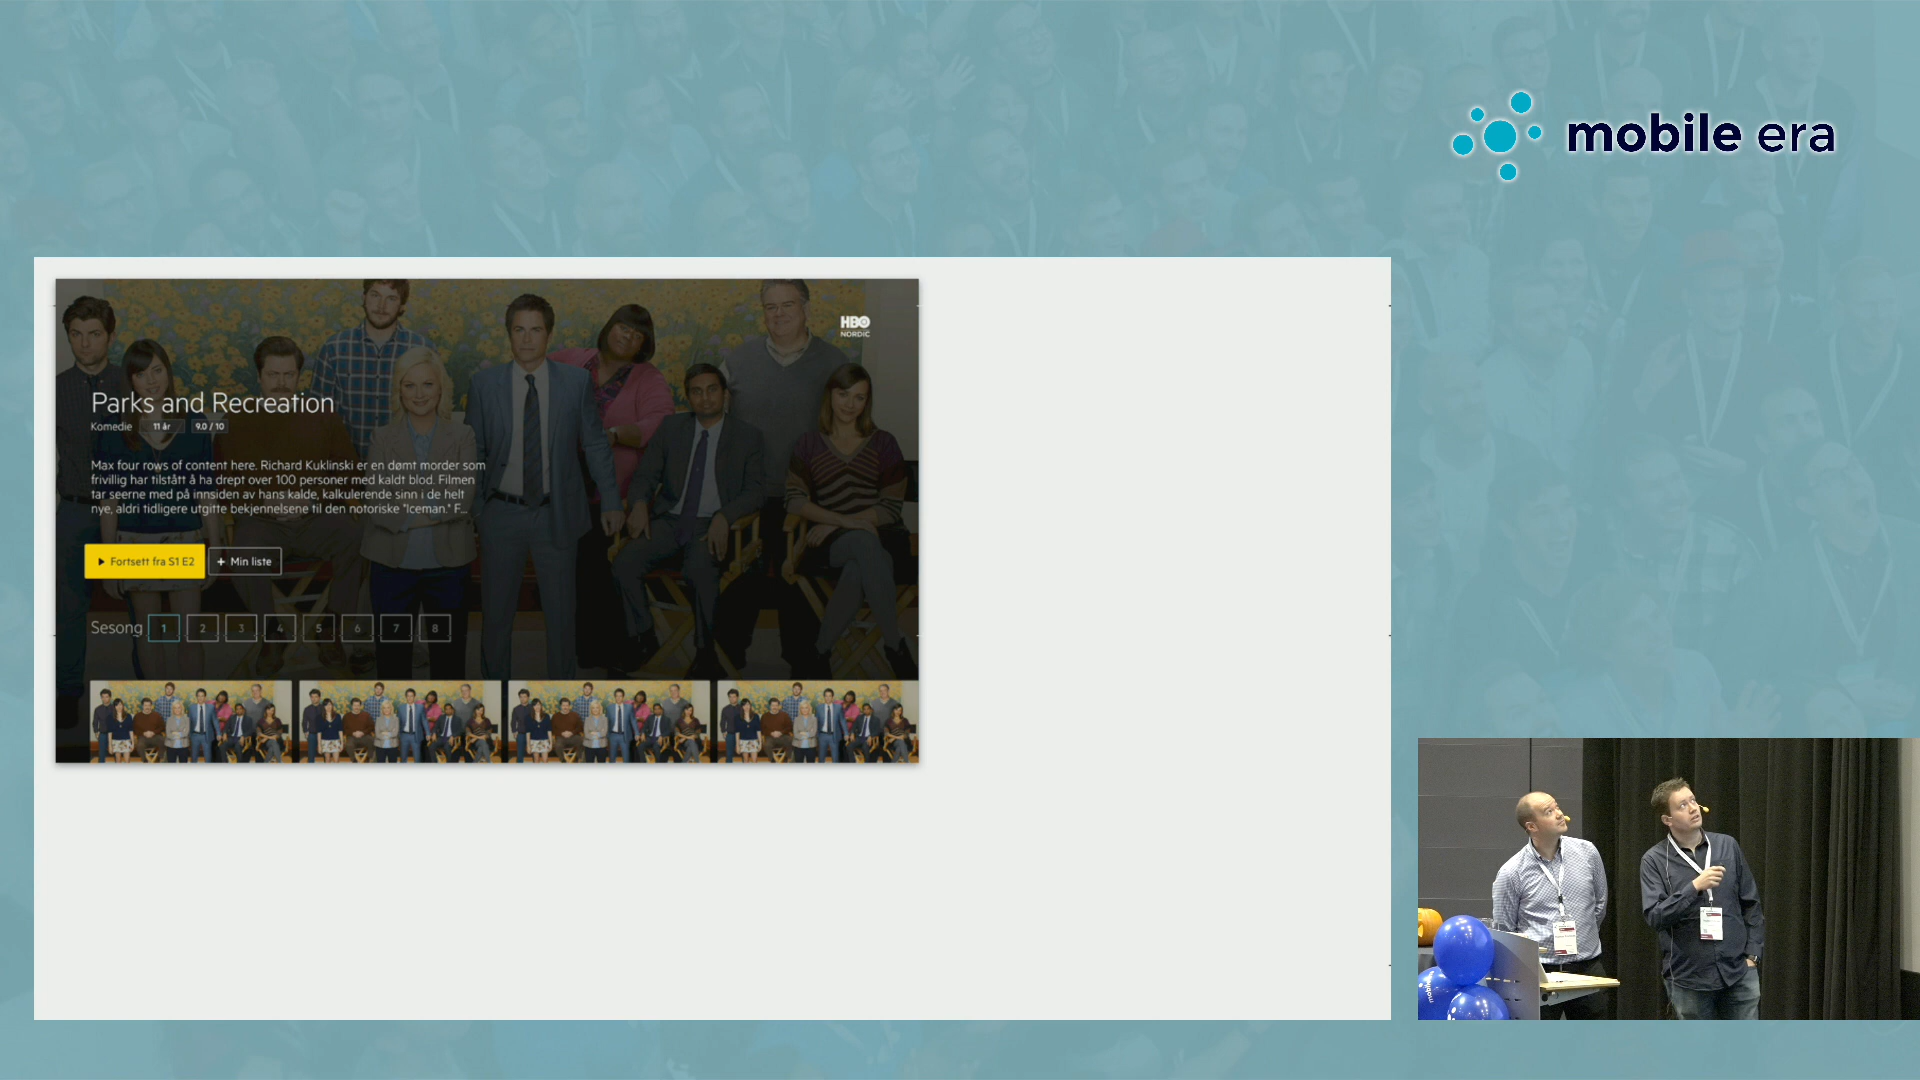 mobile era
HBO
NORDIC
Parks and Recreation
Komedie 11 år 9.0 / 10
Max four rows of content here. Richard Kuklinski er en dømt morder som
frivillig har tilstått å ha drept over 100 personer med kaldt blod. Filmen
tar seerne med på innsiden av hans kalde, kalkulerende sinn i de helt
nye, aldri tidligere utgitte bekjennelsene til den notoriske "Iceman." F...
Fortsett fra S1 E2 + Min liste
Sesong 1 2 3 4 5 6 7 8